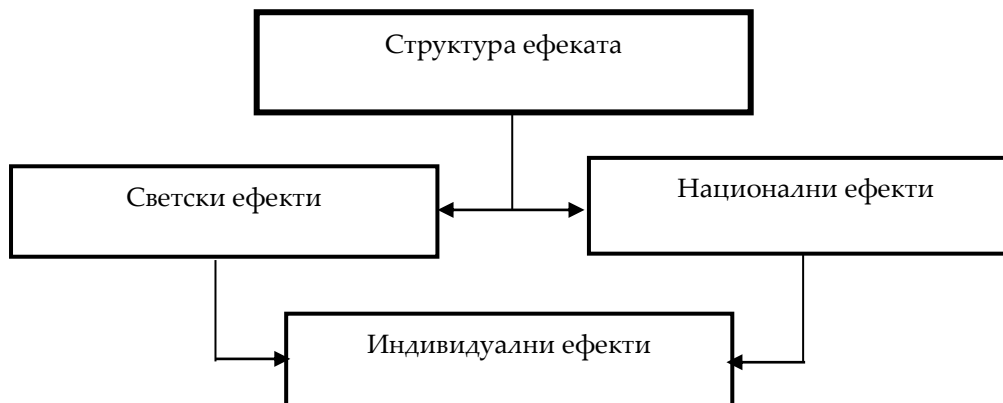 Структура ефеката
Светски ефекти
Национални ефекти
Индивидуални ефекти